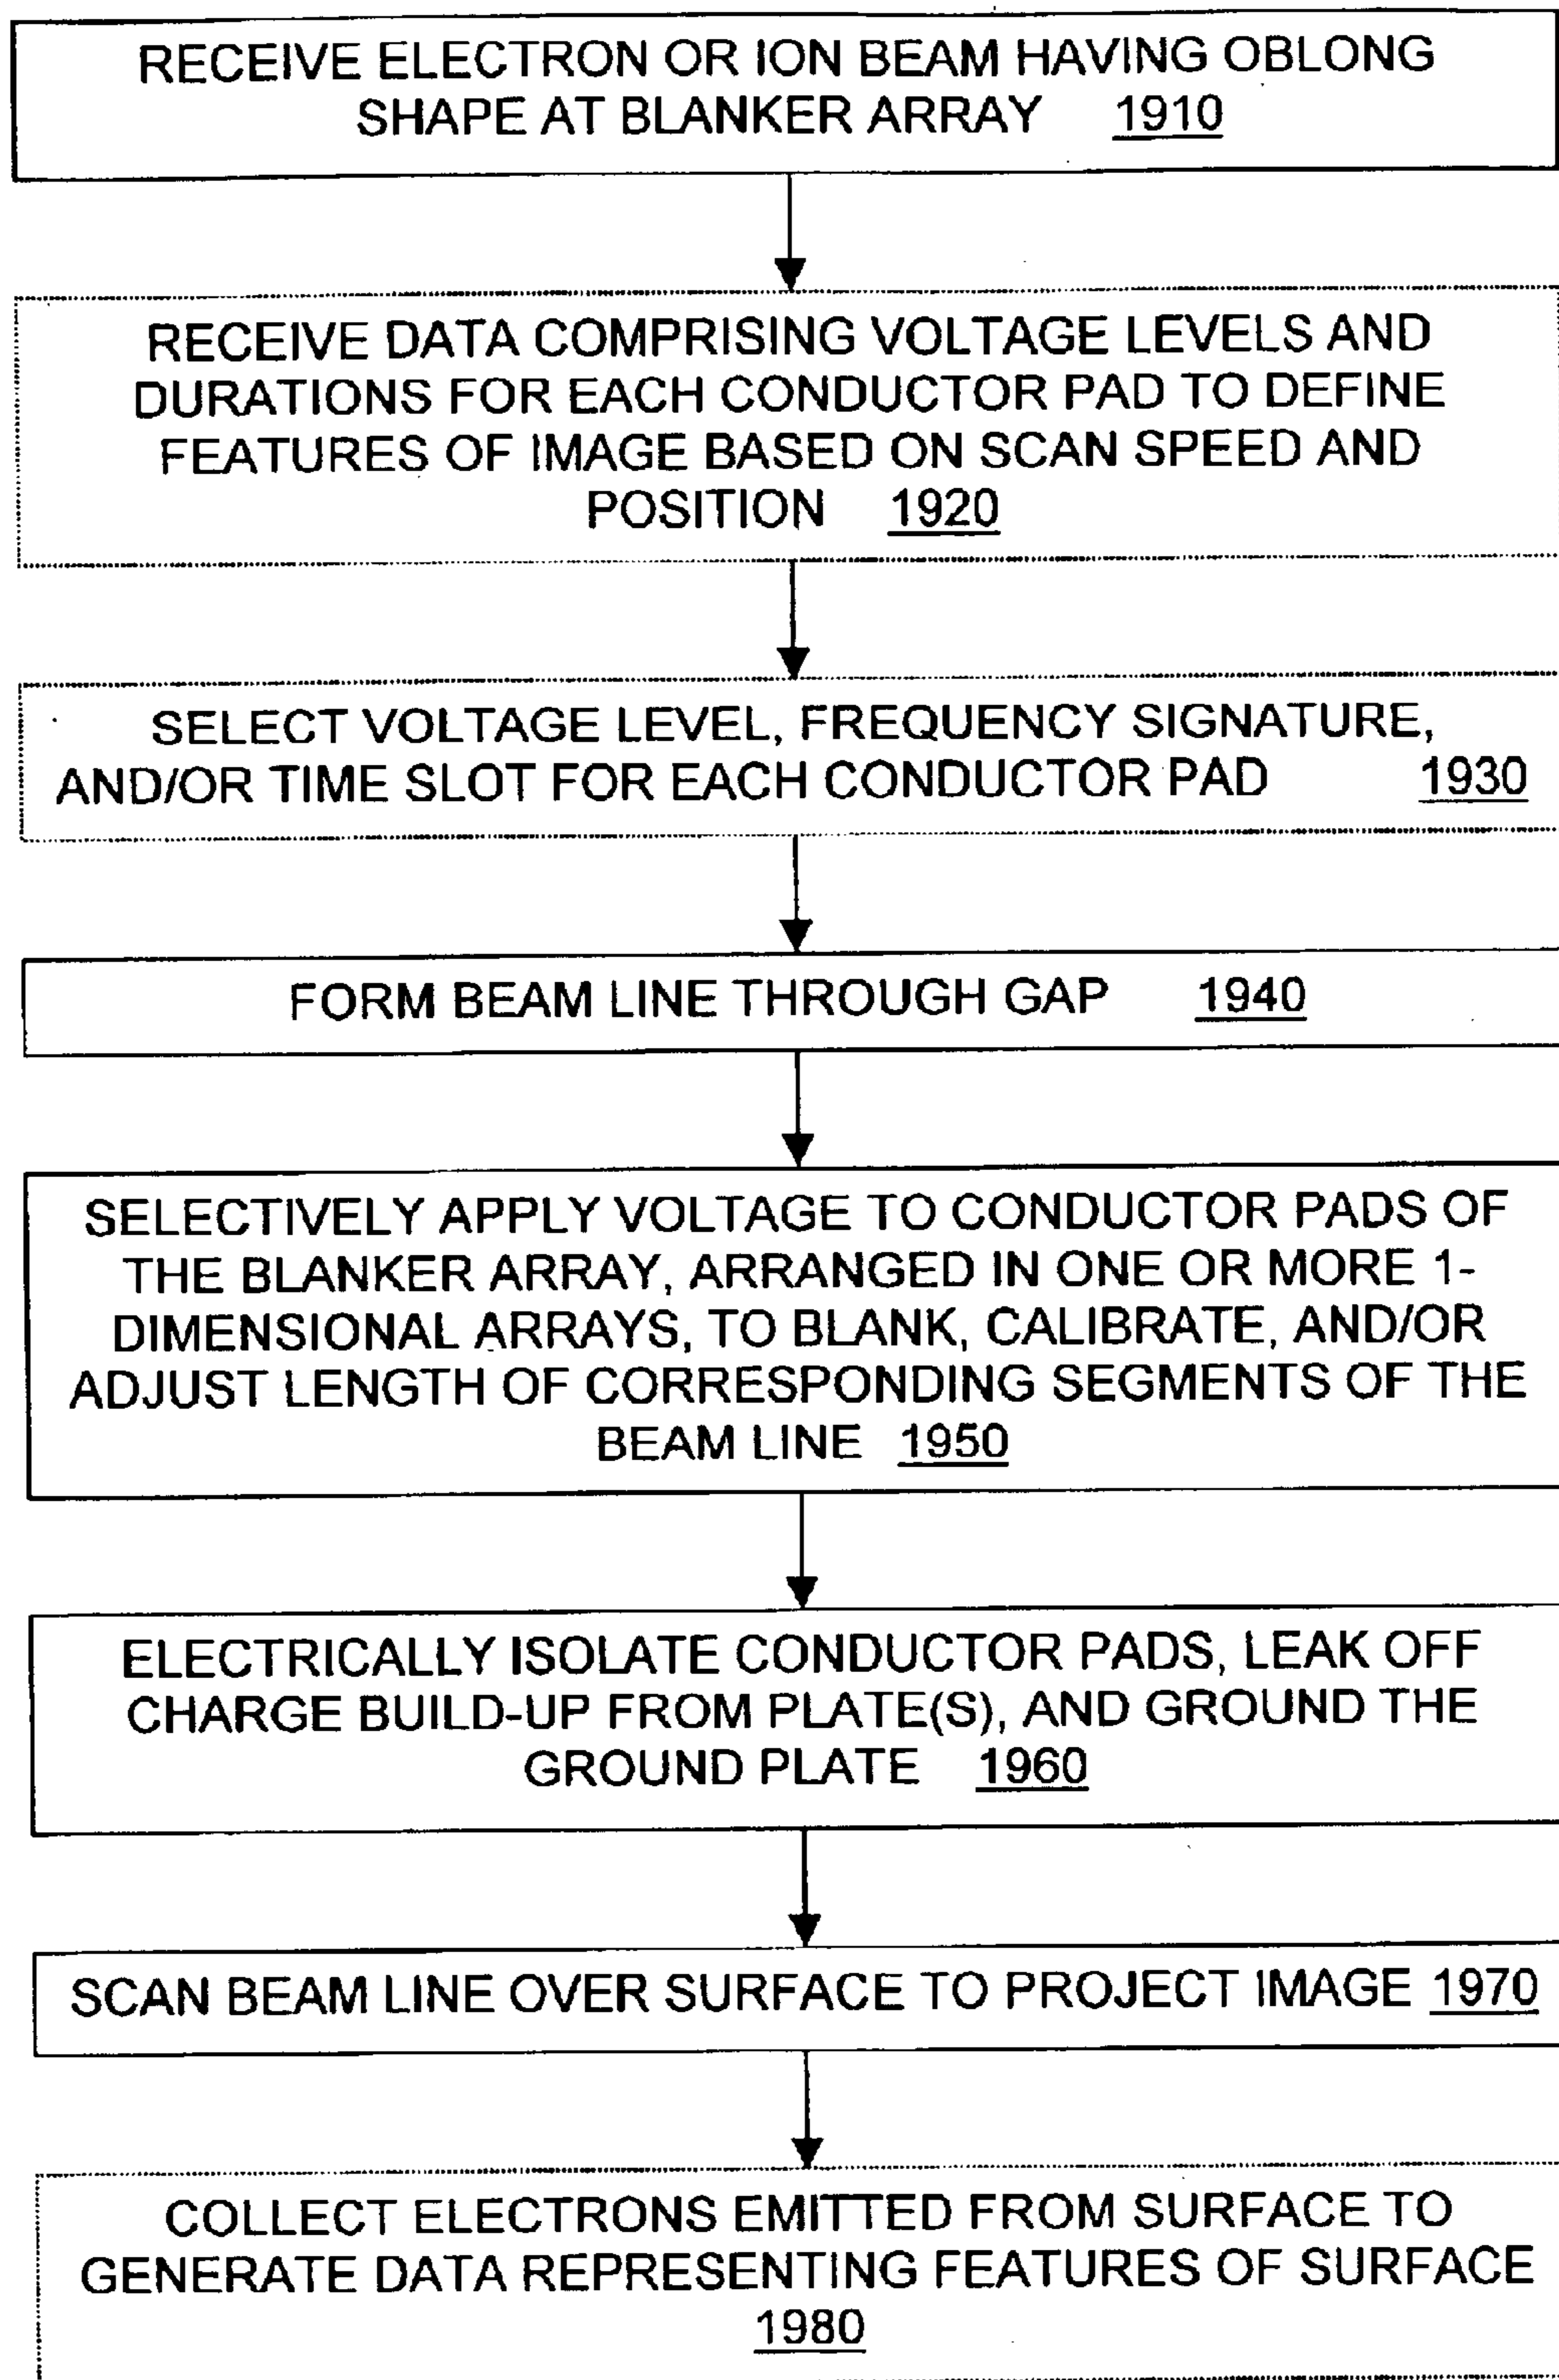 RECEIVE ELECTRON OR ION BEAM HAVING OBLONG
SHAPE AT BLANKER ARRAY 1910
RECEIVE DATA COMPRISING VOLTAGE LEVELS AND
DURATIONS FOR EACH CONDUCTOR PAD TO DEFINE
FEATURES OF IMAGE BASED ON SCAN SPEED AND
POSITION 1920
SELECT VOLTAGE LEVEL, FREQUENCY SIGNATURE,
AND/OR TIME SLOT FOR EACH CONDUCTOR PAD 1930
FORM BEAM LINE THROUGH GAP 1940
SELECTIVELY APPLY VOLTAGE TO CONDUCTOR PADS OF
THE BLANKER ARRAY, ARRANGED IN ONE OR MORE 1-
DIMENSIONAL ARRAYS, TO BLANK, CALIBRATE, AND/OR
ADJUST LENGTH OF CORRESPONDING SEGMENTS OF THE
BEAM LINE 1950
ELECTRICALLY ISOLATE CONDUCTOR PADS, LEAK OFF
CHARGE BUILD-UP FROM PLATE(S), AND GROUND THE
GROUND PLATE 1960
SCAN BEAM LINE OVER SURFACE TO PROJECT IMAGE 1970
COLLECT ELECTRONS EMITTED FROM SURFACE TO
GENERATE DATA REPRESENTING FEATURES OF SURFACE
1980